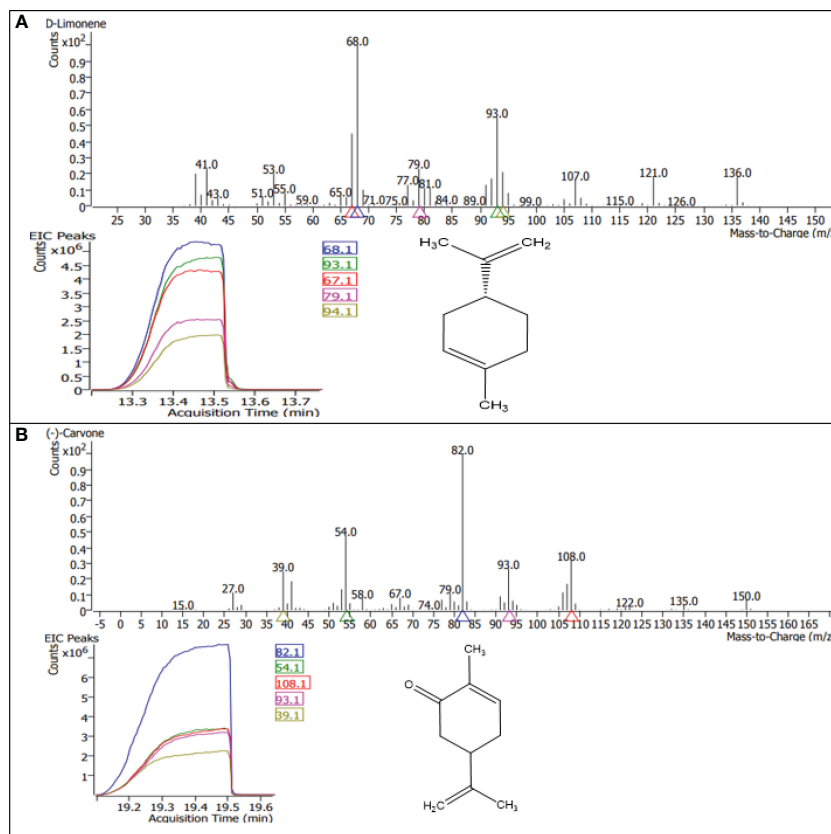 A
D-Limonene
Counts
x10²
68.0
0.9
0.8
0.7
0.6
0.5
0.4
0.3
0.2
0.1
0
93.0
41.0
43.0
51.0
53.0
55.0
59.0
65.0
71.0
75.0
77.0
79.0
81.0
84.0
89.0
99.0
107.0
115.0
121.0
126.0
136.0
25 30 35 40 45 50 55 60 65 70 75 80 85 90 95 100 105 110 115 120 125 130 135 140 145 150
Mass-to-Charge (m/z
EIC Peaks
Counts
x10⁶
4.5
4
3.5
3
2.5
2
1.5
1
0.5
0
13.3 13.4 13.5 13.6 13.7
Acquisition Time (min)
68.1
93.1
67.1
79.1
94.1
H₃C
CH₂
CH₃
B
(-)-Carvone
Counts
x10²
82.0
0.9
0.8
0.7
0.6
0.5
0.4
0.3
0.2
0.1
0
15.0
27.0
39.0
54.0
58.0
67.0
74.0
79.0
93.0
108.0
122.0
135.0
150.0
-5 0 5 10 15 20 25 30 35 40 45 50 55 60 65 70 75 80 85 90 95 100 105 110 115 120 125 130 135 140 145 150 155 160 165
Mass-to-Charge (m/z
EIC Peaks
Counts
x10⁶
7
6
5
4
3
2
1
19.2 19.3 19.4 19.5 19.6
Acquisition Time (min)
82.1
54.1
108.1
93.1
39.1
CH₃
O
H₂C
CH₃